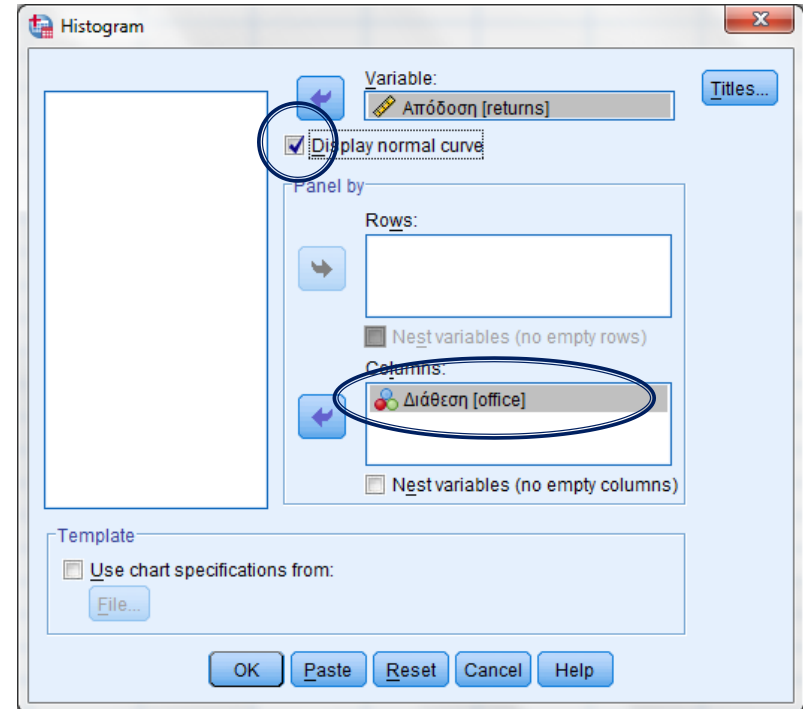 Histogram
Variable:
Απόδοση [returns]
Titles...
Display normal curve
Panel by
Rows:
Nest variables (no empty rows)
Columns:
Διάθεση [office]
Nest variables (no empty columns)
Template
Use chart specifications from:
File...
OK Paste Reset Cancel Help